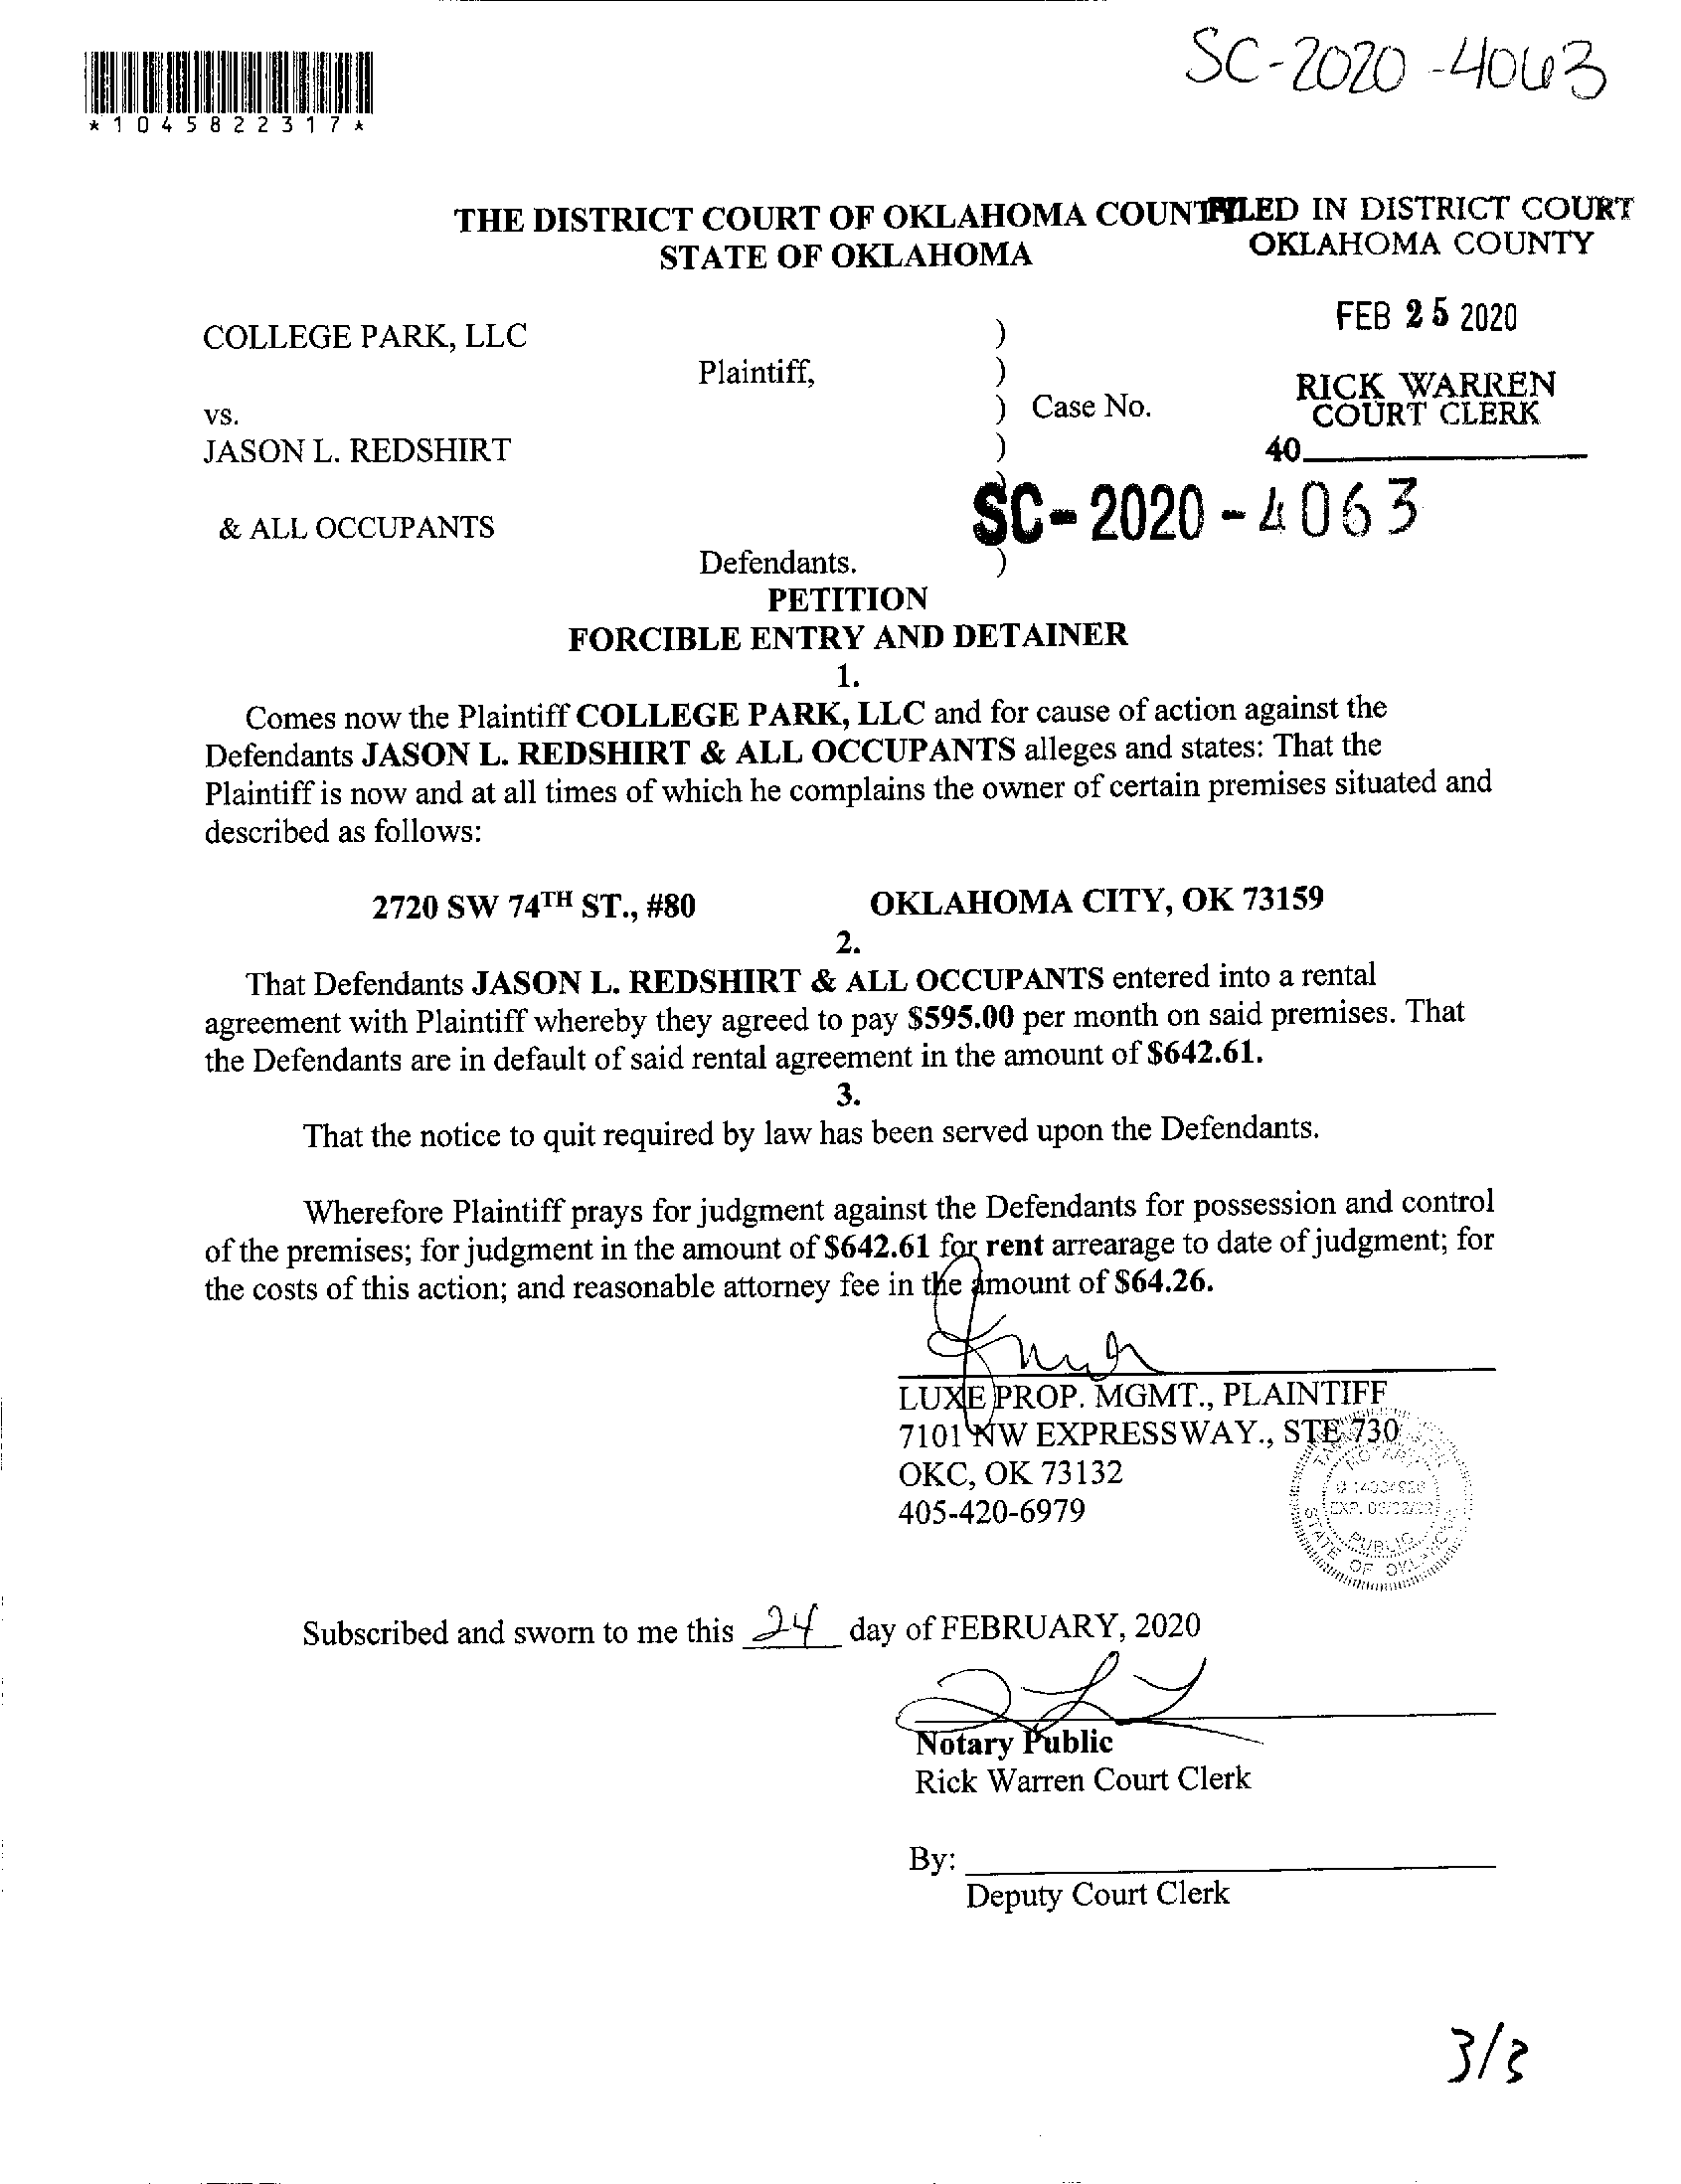 SC-2020-4063
*1045822317*
THE DISTRICT COURT OF OKLAHOMA COUNTY
STATE OF OKLAHOMA
FILED IN DISTRICT COURT
OKLAHOMA COUNTY
FEB 25 2020
RICK WARREN
COURT CLERK
40
COLLEGE PARK, LLC )
Plaintiff, )
vs. ) Case No.
JASON L. REDSHIRT )
SC-2020-4063
& ALL OCCUPANTS
Defendants. )
PETITION
FORCIBLE ENTRY AND DETAINER
1.
Comes now the Plaintiff COLLEGE PARK, LLC and for cause of action against the
Defendants JASON L. REDSHIRT & ALL OCCUPANTS alleges and states: That the
Plaintiff is now and at all times of which he complains the owner of certain premises situated and
described as follows:
2720 SW 74TH ST., #80 OKLAHOMA CITY, OK 73159
2.
That Defendants JASON L. REDSHIRT & ALL OCCUPANTS entered into a rental
agreement with Plaintiff whereby they agreed to pay $595.00 per month on said premises. That
the Defendants are in default of said rental agreement in the amount of $642.61.
3.
That the notice to quit required by law has been served upon the Defendants.
Wherefore Plaintiff prays for judgment against the Defendants for possession and control
of the premises; for judgment in the amount of $642.61 for rent arrearage to date of judgment; for
the costs of this action; and reasonable attorney fee in the amount of $64.26.
LUXE PROP. MGMT., PLAINTIFF
7101 NW EXPRESSWAY., STE 730
OKC, OK 73132
405-420-6979
NOTARY
PUBLIC
STATE OF OKLAHOMA
Subscribed and sworn to me this 24 day of FEBRUARY, 2020
Notary Public
Rick Warren Court Clerk
By:
Deputy Court Clerk
3/3